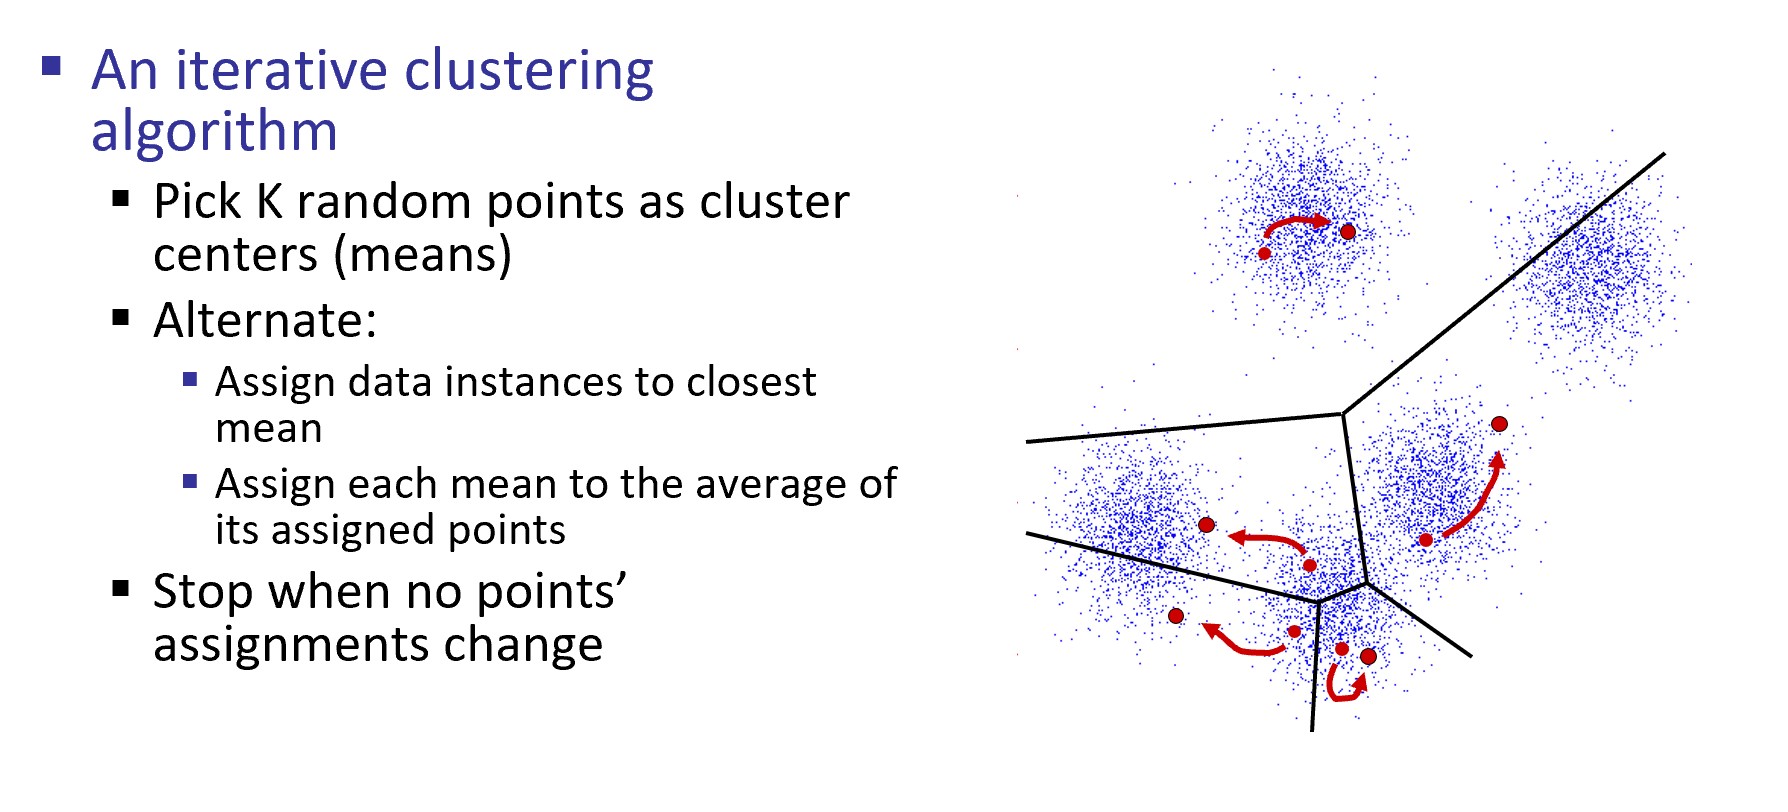 ▪ An iterative clustering
algorithm
▪ Pick K random points as cluster
centers (means)
▪ Alternate:
▪ Assign data instances to closest
mean
▪ Assign each mean to the average of
its assigned points
▪ Stop when no points’
assignments change